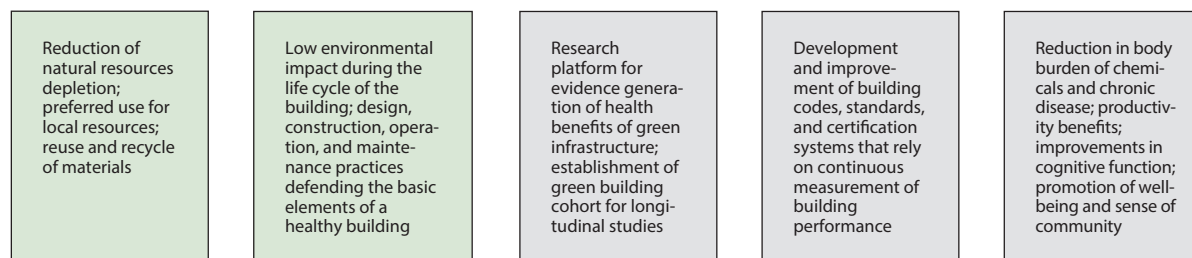 Reduction of
natural resources
depletion;
preferred use for
local resources;
reuse and recycle
of materials
Low environmental
impact during the
life cycle of the
building; design,
construction, opera-
tion, and mainte-
nance practices
defending the basic
elements of a
healthy building
Research
platform for
evidence genera-
tion of health
benefits of green
infrastructure;
establishment of
green building
cohort for longi-
tudinal studies
Development
and improve-
ment of building
codes, standards,
and certification
systems that rely
on continuous
measurement of
building
performance
Reduction in body
burden of chemi-
cals and chronic
disease; productiv-
ity benefits;
improvements in
cognitive function;
promotion of well-
being and sense of
community